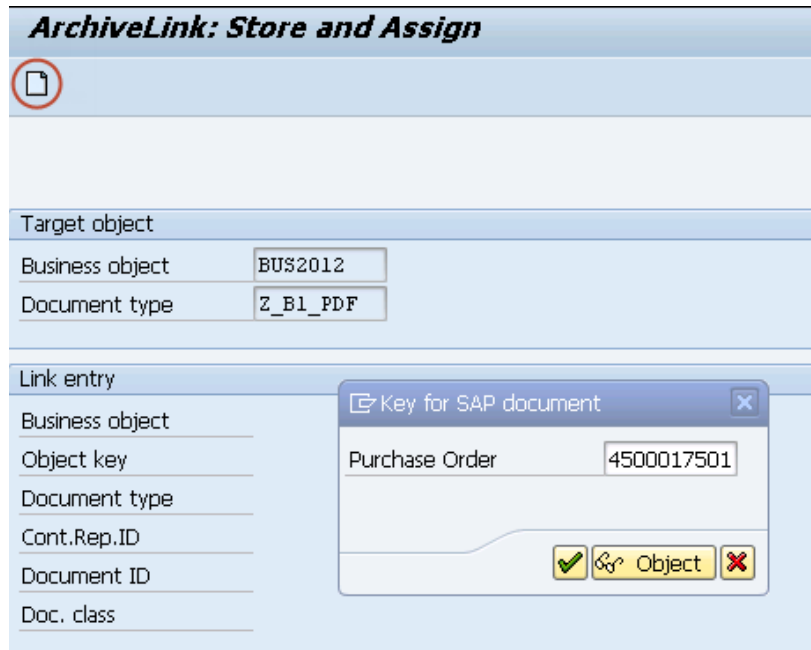 ArchiveLink: Store and Assign
Target object
Business object BUS2012
Document type Z_B1_PDF
Link entry
Business object
Object key
Document type
Cont.Rep.ID
Document ID
Doc. class
Key for SAP document
Purchase Order 4500017501
Object